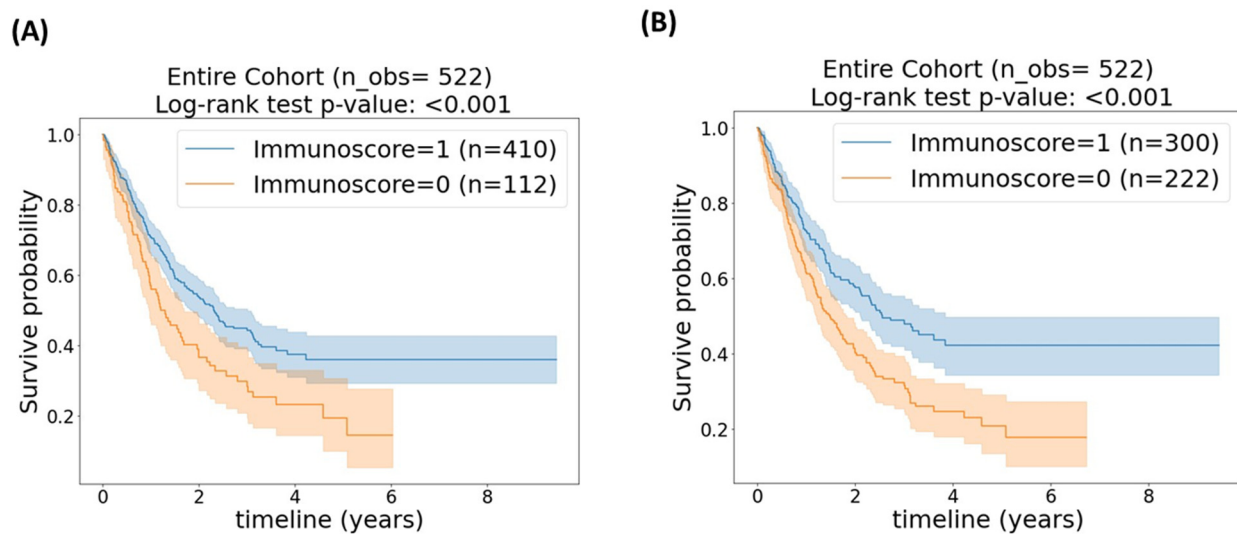 (A)
Entire Cohort (n_obs= 522)
Log-rank test p-value: <0.001
Immunoscore=1 (n=410)
Immunoscore=0 (n=112)
Survive probability
1.0
0.8
0.6
0.4
0.2
0 2 4 6 8
timeline (years)
(B)
Entire Cohort (n_obs= 522)
Log-rank test p-value: <0.001
Immunoscore=1 (n=300)
Immunoscore=0 (n=222)
Survive probability
1.0
0.8
0.6
0.4
0.2
0 2 4 6 8
timeline (years)